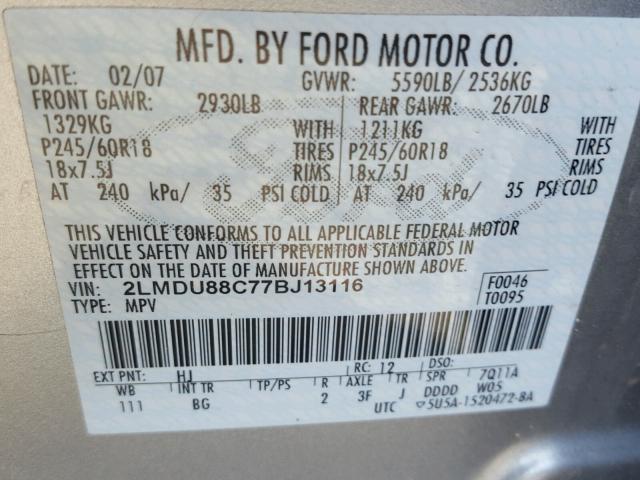 MFD. BY FORD MOTOR CO.
DATE: 02/07 GVWR: 5590LB/ 2536KG
FRONT GAWR: 2930LB REAR GAWR: 2670LB
1329KG WITH 1211KG WITH
P245/60R18 TIRES P245/60R18 TIRES
18x7.5J RIMS 18x7.5J RIMS
AT 240 kPa/ 35 PSI COLD AT 240 kPa/ 35 PSI COLD
THIS VEHICLE CONFORMS TO ALL APPLICABLE FEDERAL MOTOR
VEHICLE SAFETY AND THEFT PREVENTION STANDARDS IN
EFFECT ON THE DATE OF MANUFACTURE SHOWN ABOVE.
VIN: 2LMDU88C77BJ13116 F0046
TYPE: MPV T0095
EXT PNT: HJ RC: 12 DSO:
WB INT TR TP/PS R AXLE TR SPR 7Q11A
111 BG 2 3F J DDDD W05
UTC ▽5U5A-1520472-BA